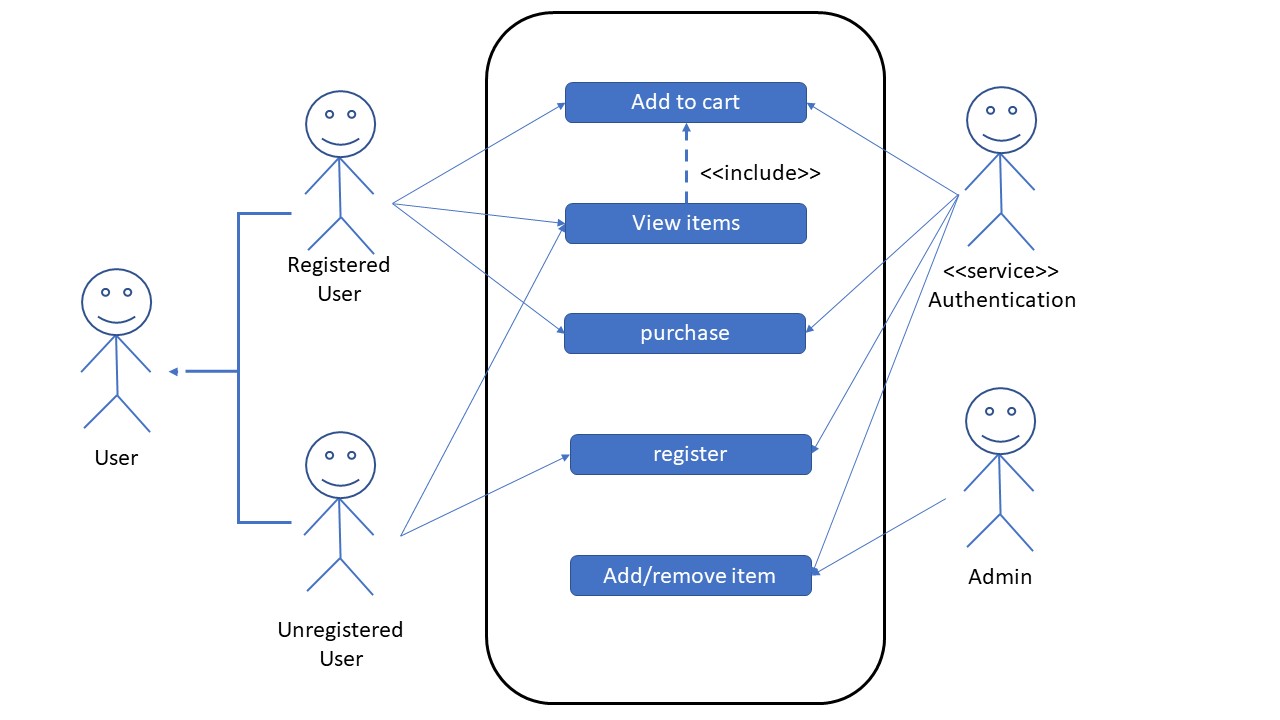 Add to cart
<<include>>
View items
purchase
register
Add/remove item
Registered
User
User
Unregistered
User
<<service>>
Authentication
Admin